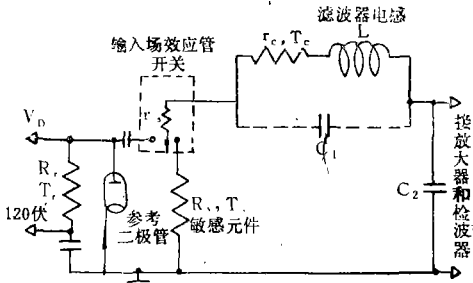 滤波器电感
L
r_c, T_c
输入场效应管
开关
r_s
C_1
V_D
R_r
T_r
120伏
参考
二极管
R_s, T_s
敏感元件
C_2
接放大器和检波器